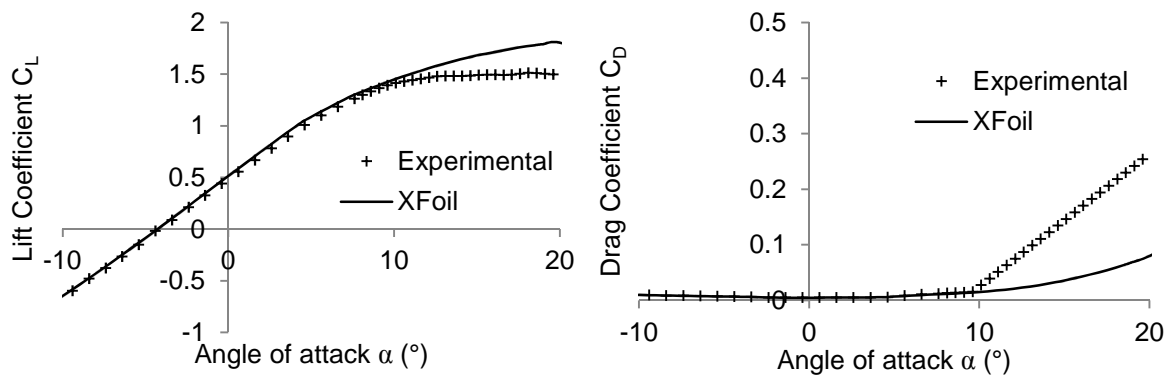 Lift Coefficient C_L
2
1.5
1
0.5
0
-0.5
-1
-10
0
10
20
Experimental
XFoil
Angle of attack α (°)
Drag Coefficient C_D
0.5
0.4
0.3
0.2
0.1
0
-10
0
10
20
Experimental
XFoil
Angle of attack α (°)